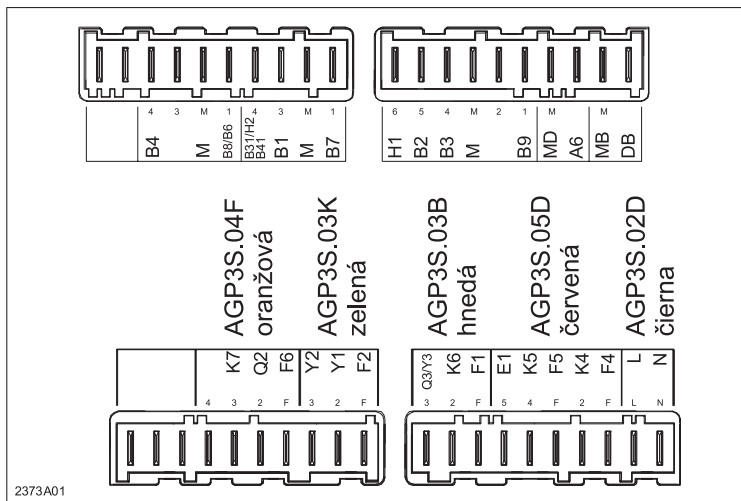 4 3 M 1 4 3 M 1
6 5 4 M 2 1 M M
B4 M B8/B6 B31/H2 B41 B1 M B7
H1 B2 B3 M B9 MD A6 MB DB
AGP3S.04F
oranžová
AGP3S.03K
zelená
AGP3S.03B
hnedá
AGP3S.05D
červená
AGP3S.02D
čierna
K7 Q2 F6 Y2 Y1 F2
Q3/Y3 K6 F1 E1 K5 F5 K4 F4 L N
4 3 2 F 3 2 F
3 2 F 5 4 F 2 F L N
2373A01